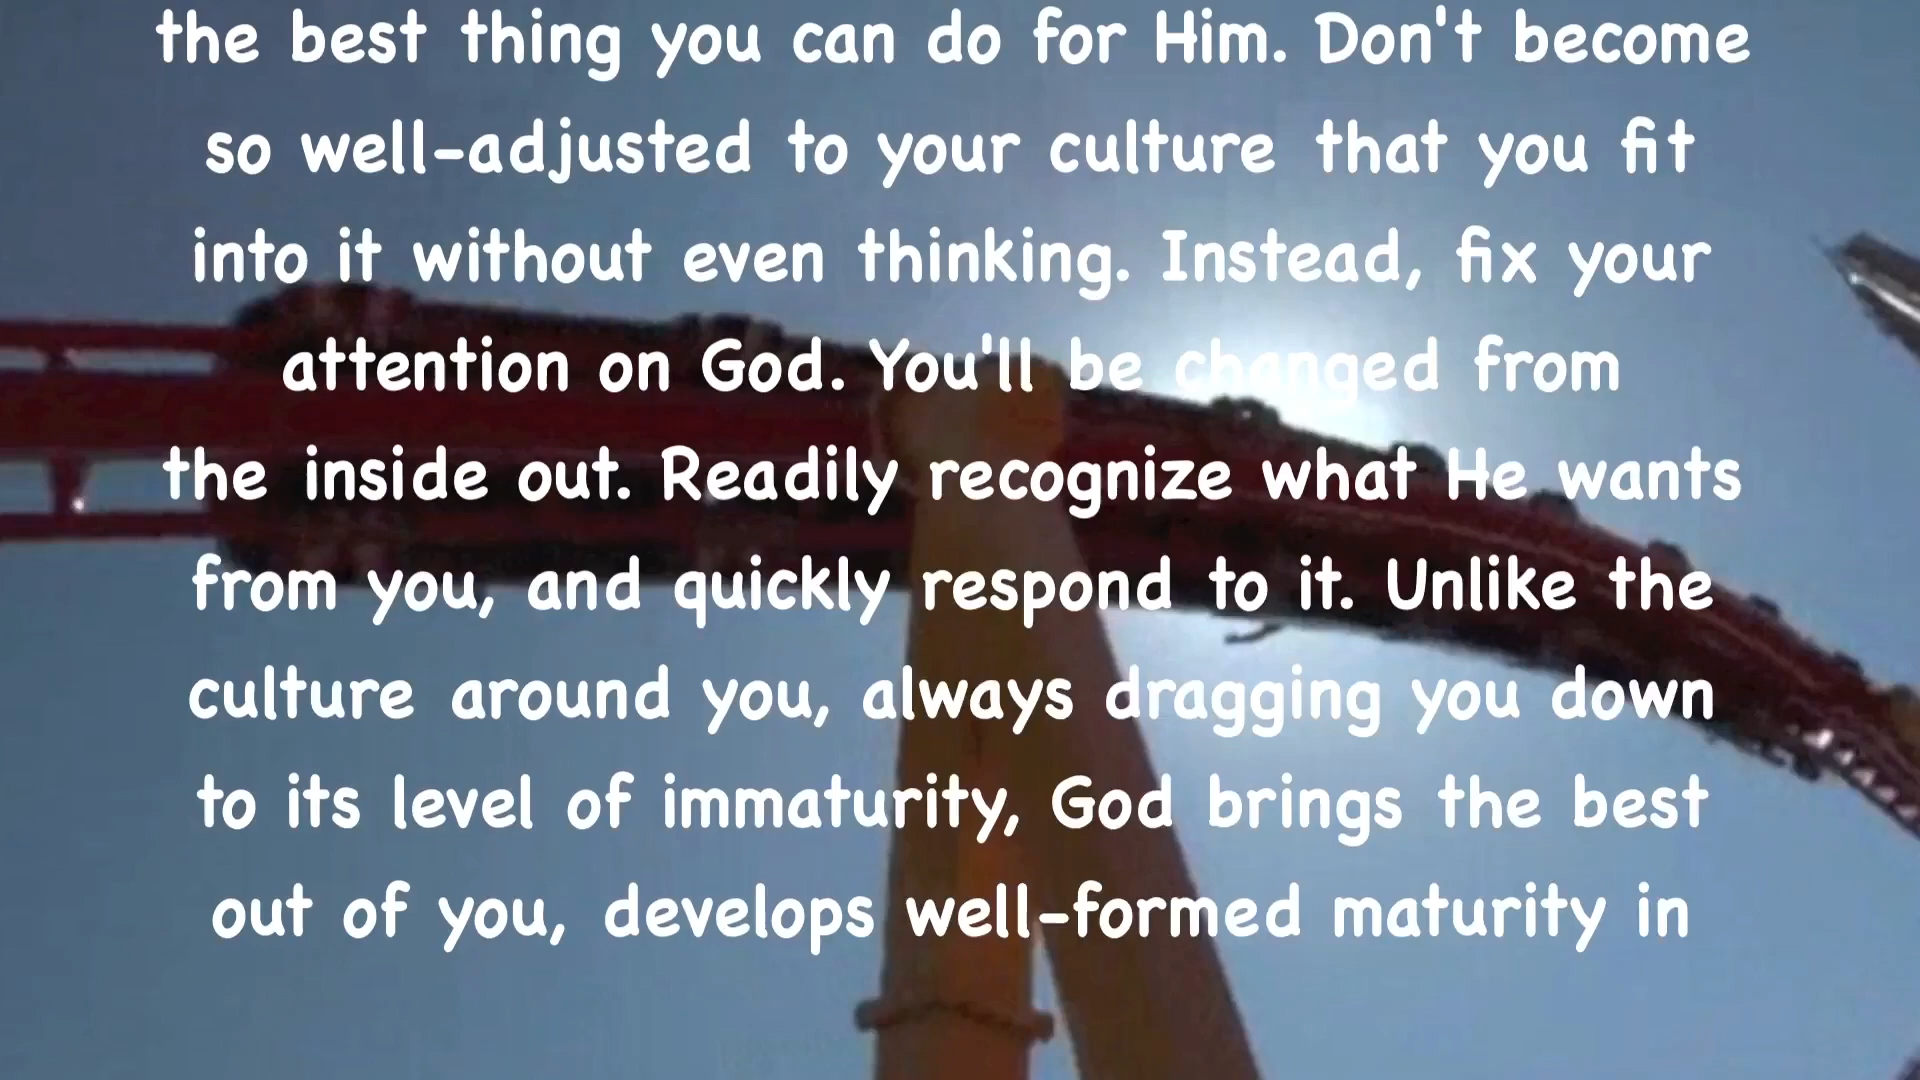 the best thing you can do for Him. Don't become
so well-adjusted to your culture that you fit
into it without even thinking. Instead, fix your
attention on God. You'll be changed from
the inside out. Readily recognize what He wants
from you, and quickly respond to it. Unlike the
culture around you, always dragging you down
to its level of immaturity, God brings the best
out of you, develops well-formed maturity in